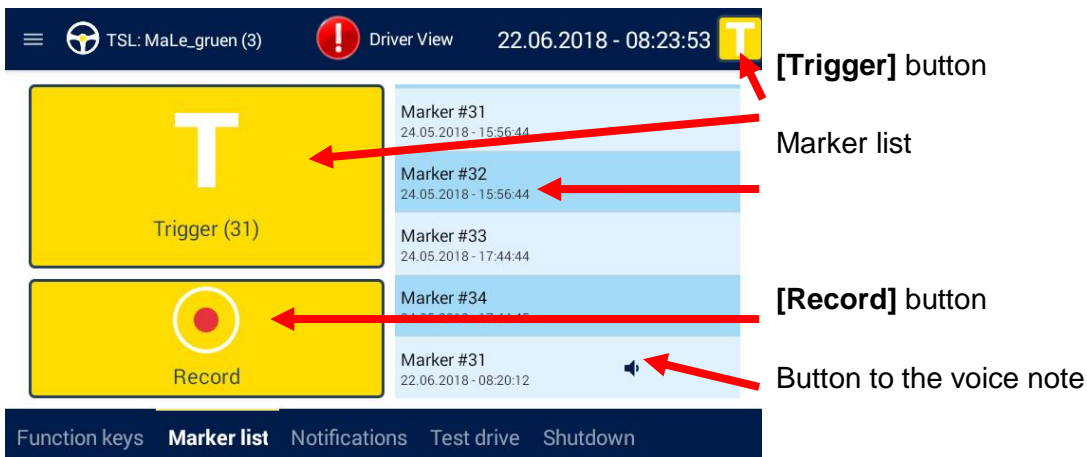 TSL: MaLe_gruen (3)
Driver View
22.06.2018 - 08:23:53
T
[Trigger] button
T
Trigger (31)
Marker #31
24.05.2018 - 15:56:44
Marker list
Marker #32
24.05.2018 - 15:56:44
Marker #33
24.05.2018 - 17:44:44
Marker #34
[Record] button
Record
Marker #31
22.06.2018 - 08:20:12
Button to the voice note
Function keys
Marker list
Notifications
Test drive
Shutdown